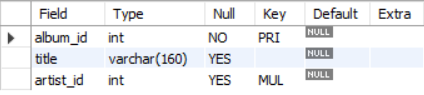 Field Type Null Key Default Extra
album_id int NO PRI NULL
title varchar(160) YES NULL
artist_id int YES MUL NULL